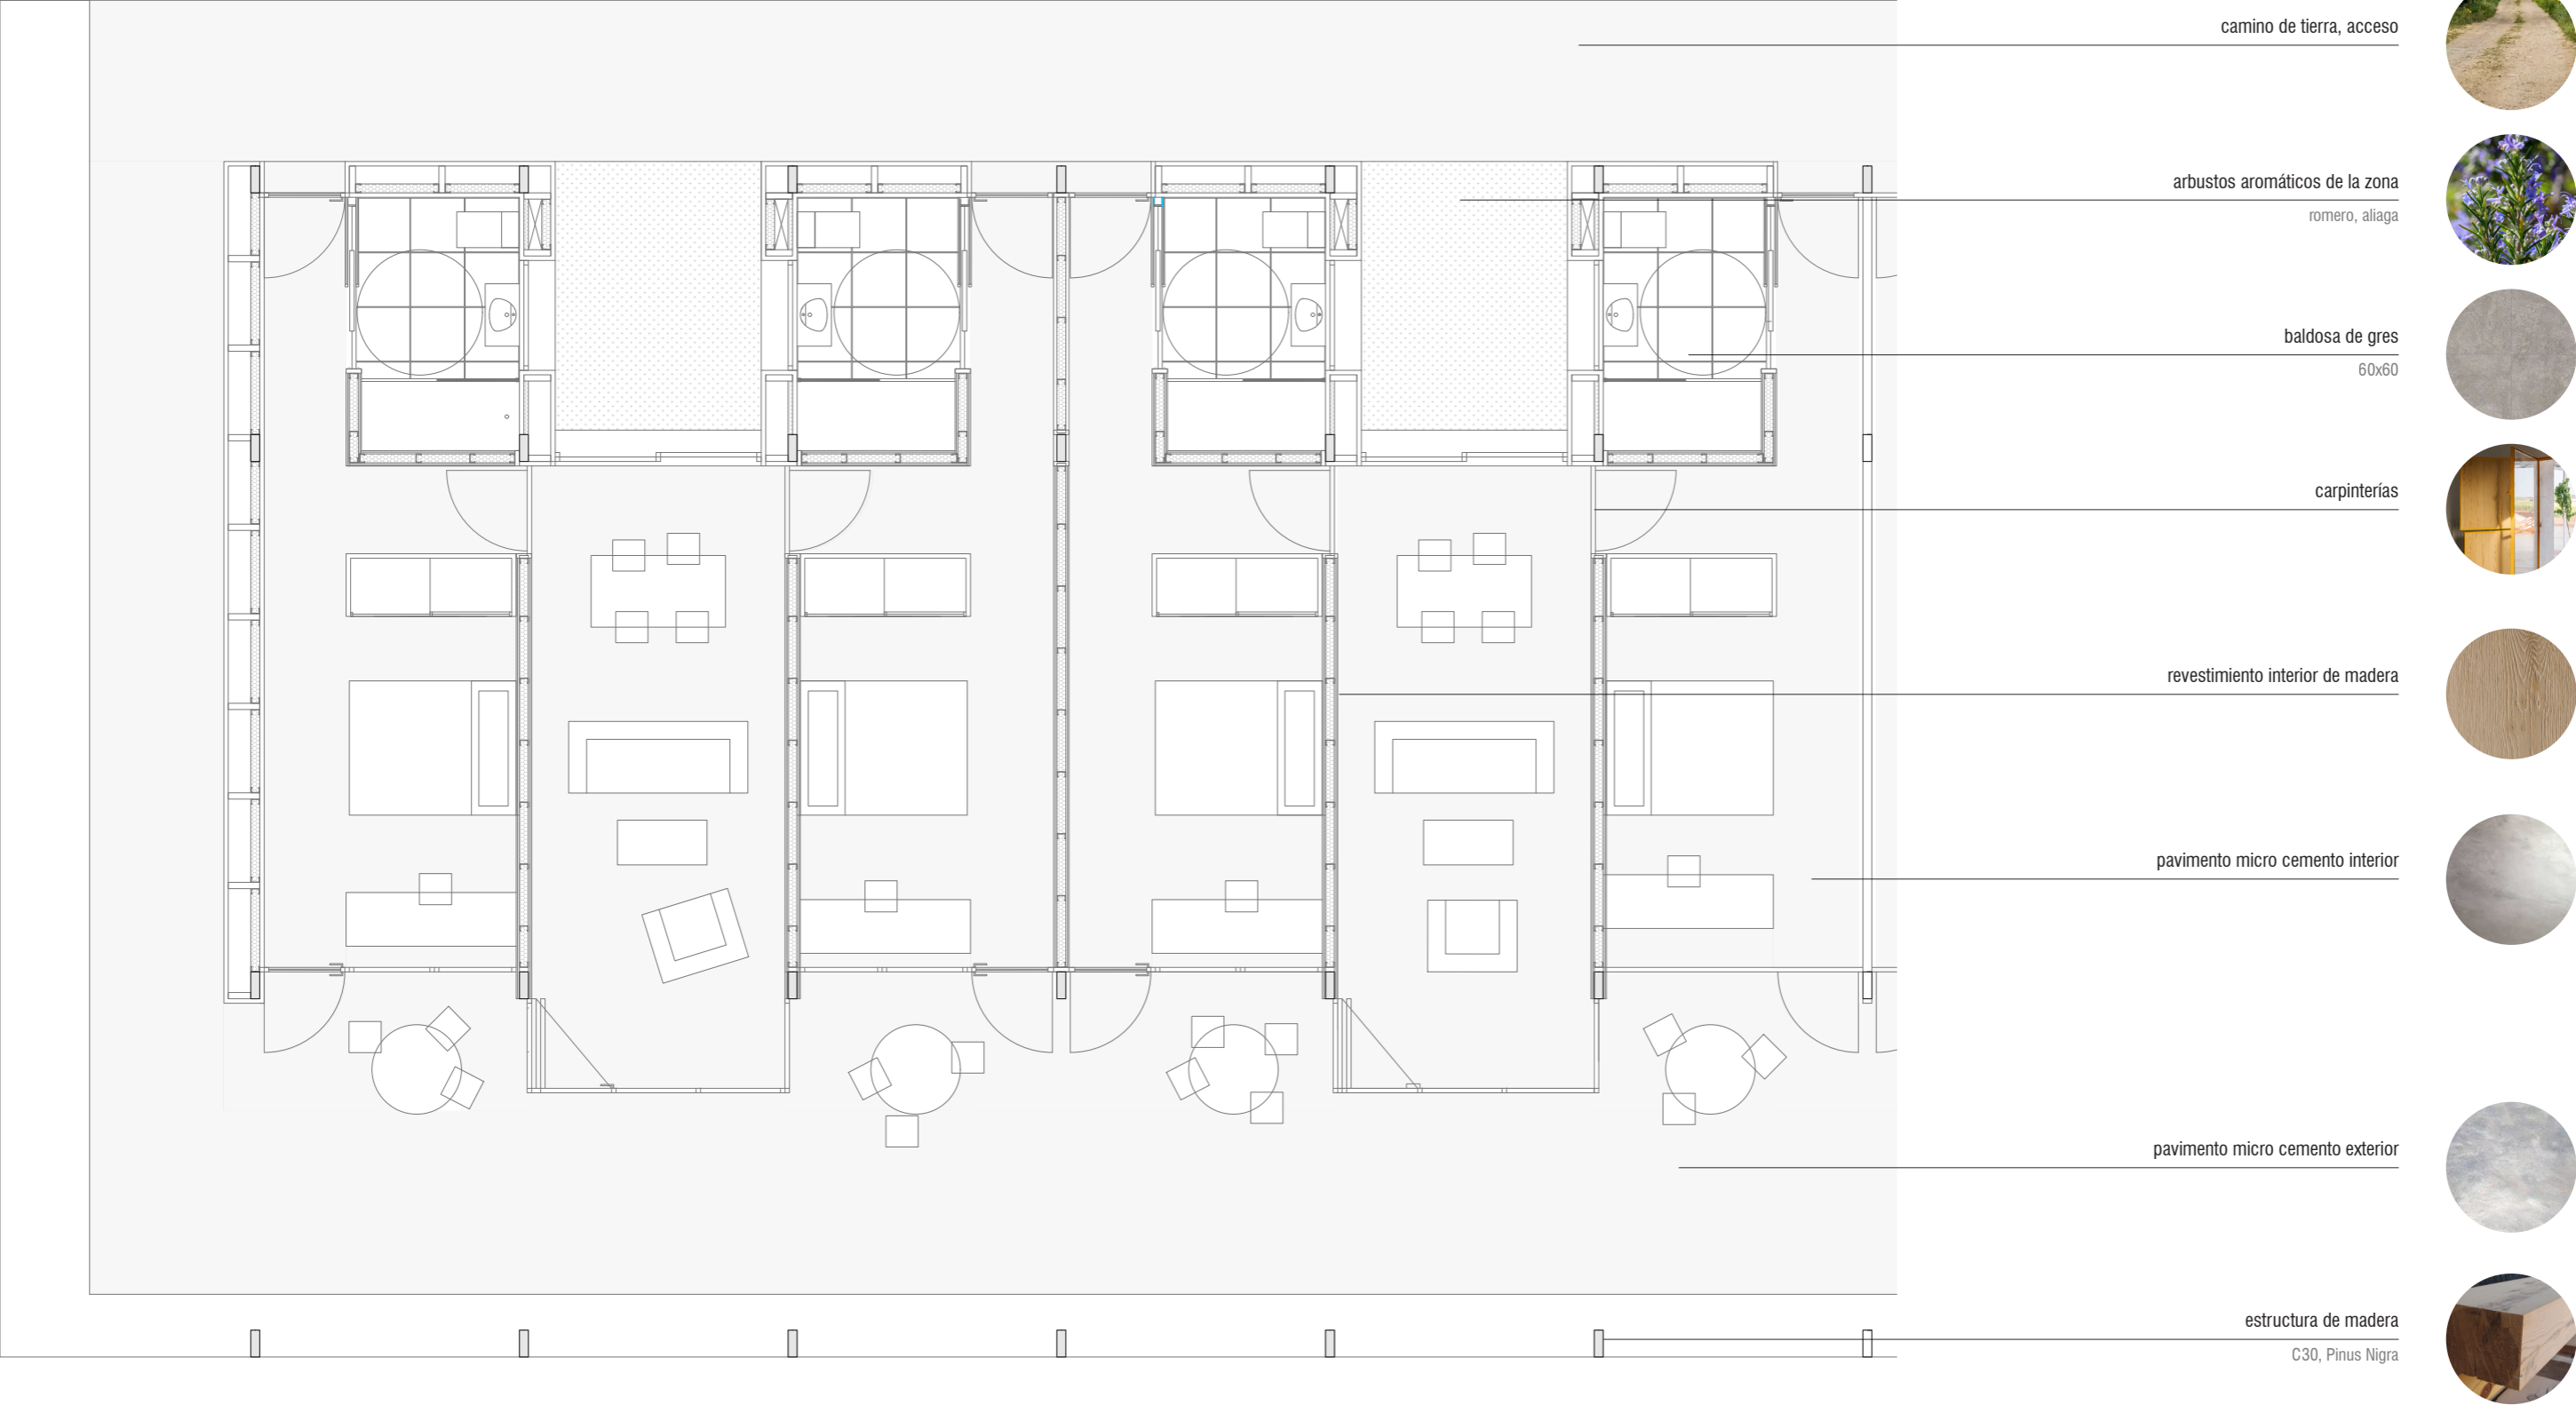 camino de tierra, acceso
arbustos aromáticos de la zona
romero, aliaga
baldosa de gres
60x60
carpinterías
revestimiento interior de madera
pavimento micro cemento interior
pavimento micro cemento exterior
estructura de madera
C30, Pinus Nigra